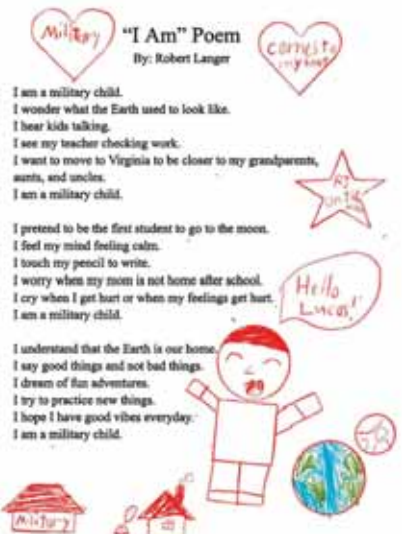 Military
"I Am" Poem
By: Robert Langer
comes to
my heart
I am a military child.
I wonder what the Earth used to look like.
I hear kids talking.
I see my teacher checking work.
I want to move to Virginia to be closer to my grandparents,
aunts, and uncles.
I am a military child.
I pretend to be the first student to go to the moon.
I feel my mind feeling calm.
I touch my pencil to write.
I worry when my mom is not home after school.
I cry when I get hurt or when my feelings get hurt.
I am a military child.
Hello
Lucas!
I understand that the Earth is our home.
I say good things and not bad things.
I dream of fun adventures.
I try to practice new things.
I hope I have good vibes everyday.
I am a military child.
Military